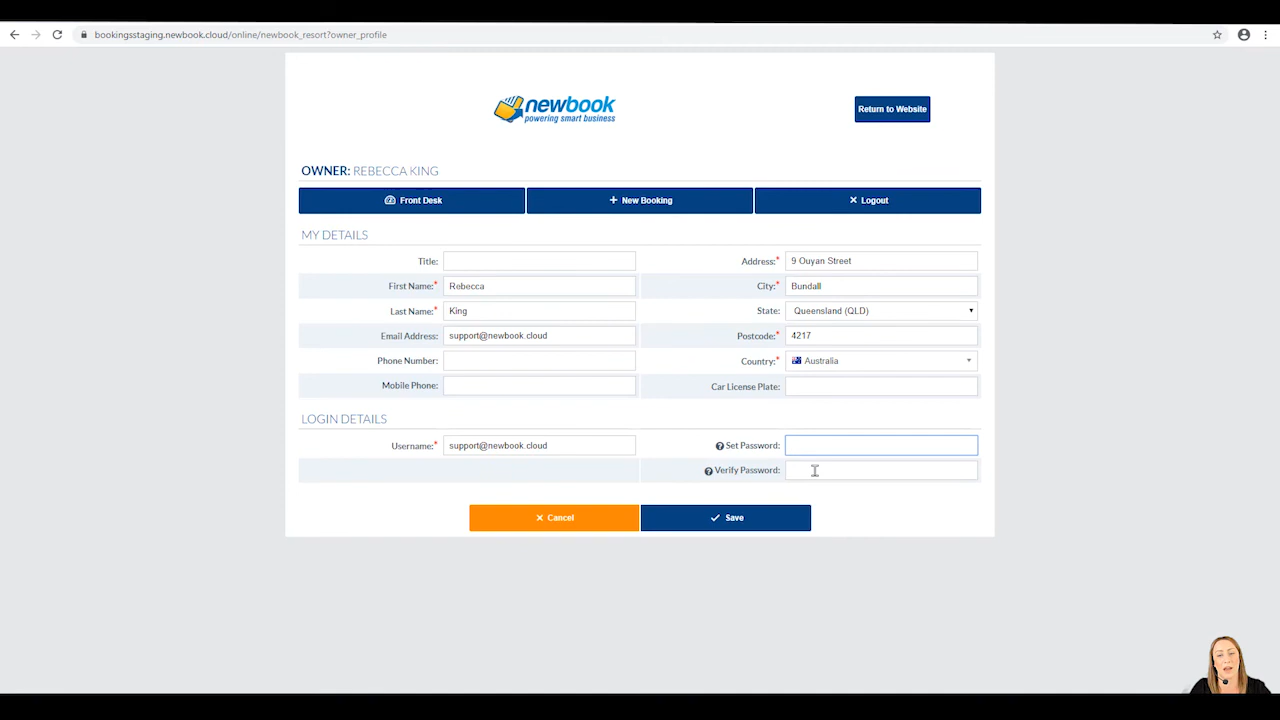 bookingsstaging.newbook.cloud/online/newbook_resort?owner_profile
newbook
powering smart business
Return to Website
OWNER: REBECCA KING
Front Desk
New Booking
Logout
MY DETAILS
Title:
Address:* 9 Ouyan Street
First Name:* Rebecca
City:* Bundall
Last Name:* King
State: Queensland (QLD)
Email Address: support@newbook.cloud
Postcode:* 4217
Phone Number:
Country:* Australia
Mobile Phone:
Car License Plate:
LOGIN DETAILS
Username:* support@newbook.cloud
Set Password:
Verify Password:
Cancel
Save